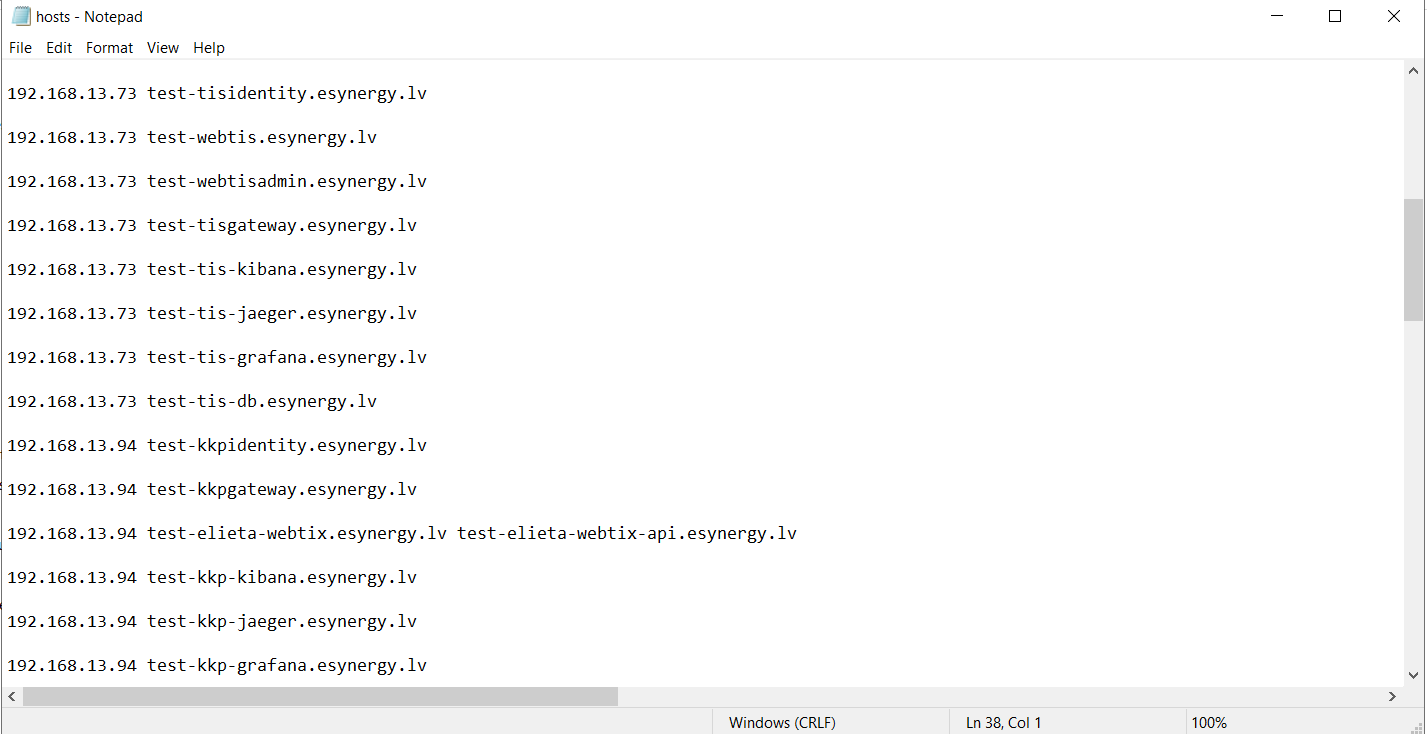 hosts - Notepad
File Edit Format View Help
192.168.13.73 test-tisidentity.esynergy.lv
192.168.13.73 test-webtis.esynergy.lv
192.168.13.73 test-webtisadmin.esynergy.lv
192.168.13.73 test-tisgateway.esynergy.lv
192.168.13.73 test-tis-kibana.esynergy.lv
192.168.13.73 test-tis-jaeger.esynergy.lv
192.168.13.73 test-tis-grafana.esynergy.lv
192.168.13.73 test-tis-db.esynergy.lv
192.168.13.94 test-kkpidentity.esynergy.lv
192.168.13.94 test-kkpgateway.esynergy.lv
192.168.13.94 test-elieta-webtix.esynergy.lv test-elieta-webtix-api.esynergy.lv
192.168.13.94 test-kkp-kibana.esynergy.lv
192.168.13.94 test-kkp-jaeger.esynergy.lv
192.168.13.94 test-kkp-grafana.esynergy.lv
Windows (CRLF) Ln 38, Col 1 100%